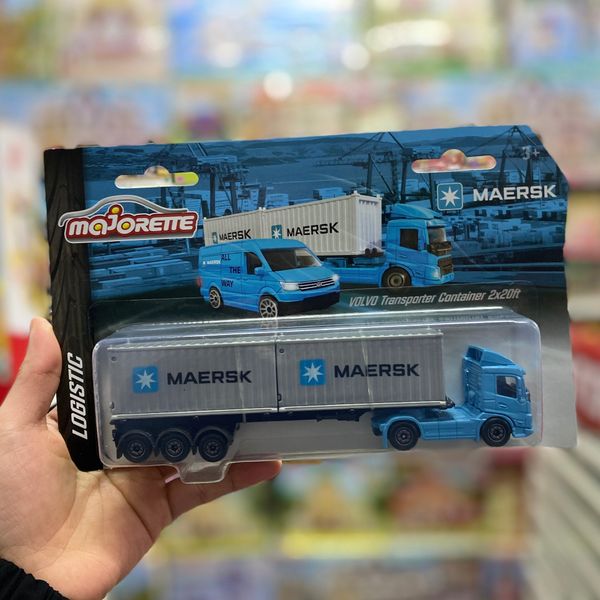 3+
MAERSK
majorette
MAERSK
MAERSK
MAERSK
ALL
THE
WAY
VOLVO Transporter Container 2x20ft
LOGISTIC
MAERSK
MAERSK